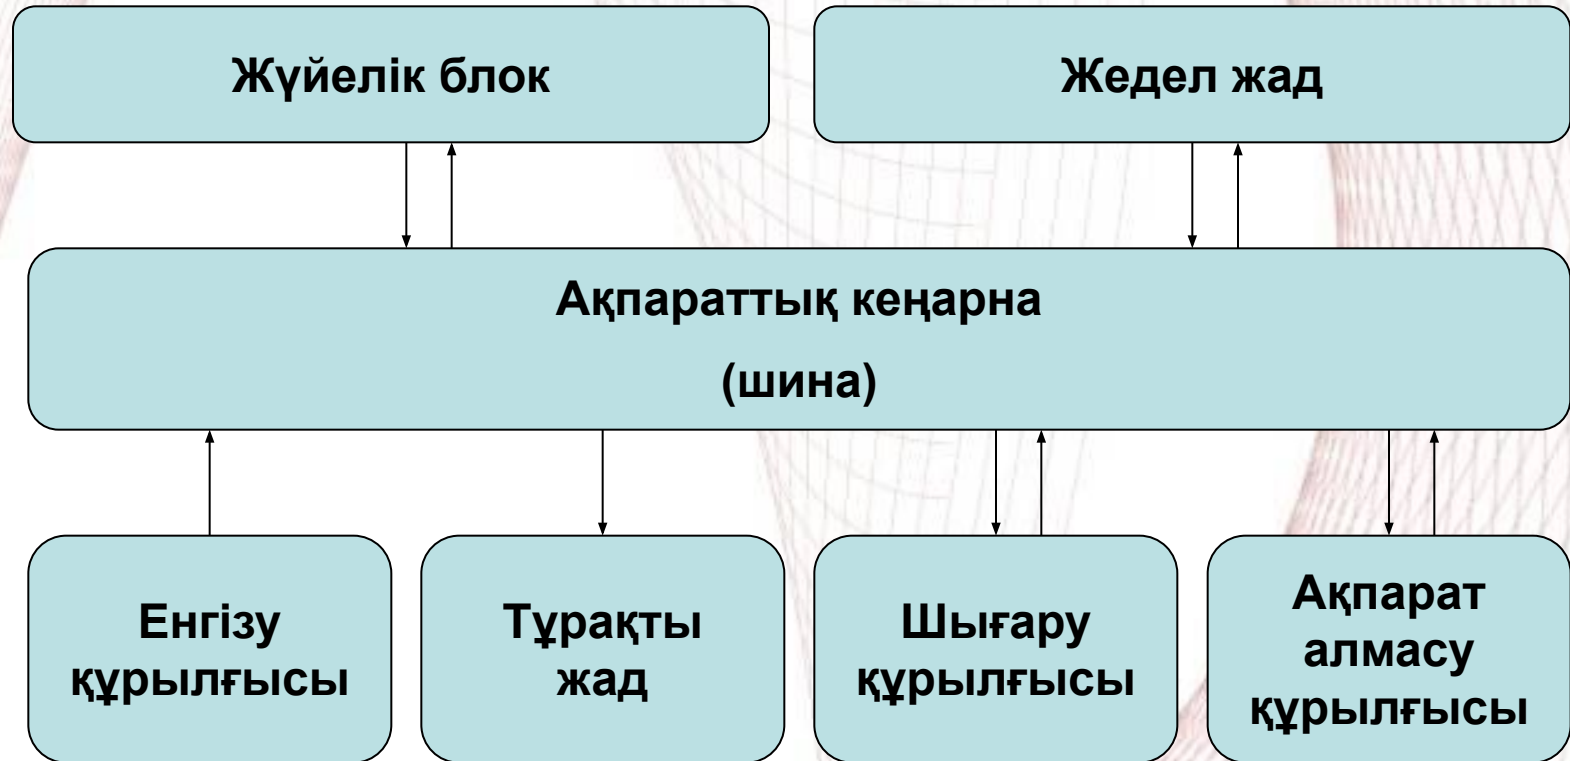 Жүйелік блок
Жедел жад
Ақпараттық кеңарна
(шина)
Енгізу
құрылғысы
Тұрақты
жад
Шығару
құрылғысы
Ақпарат
алмасу
құрылғысы